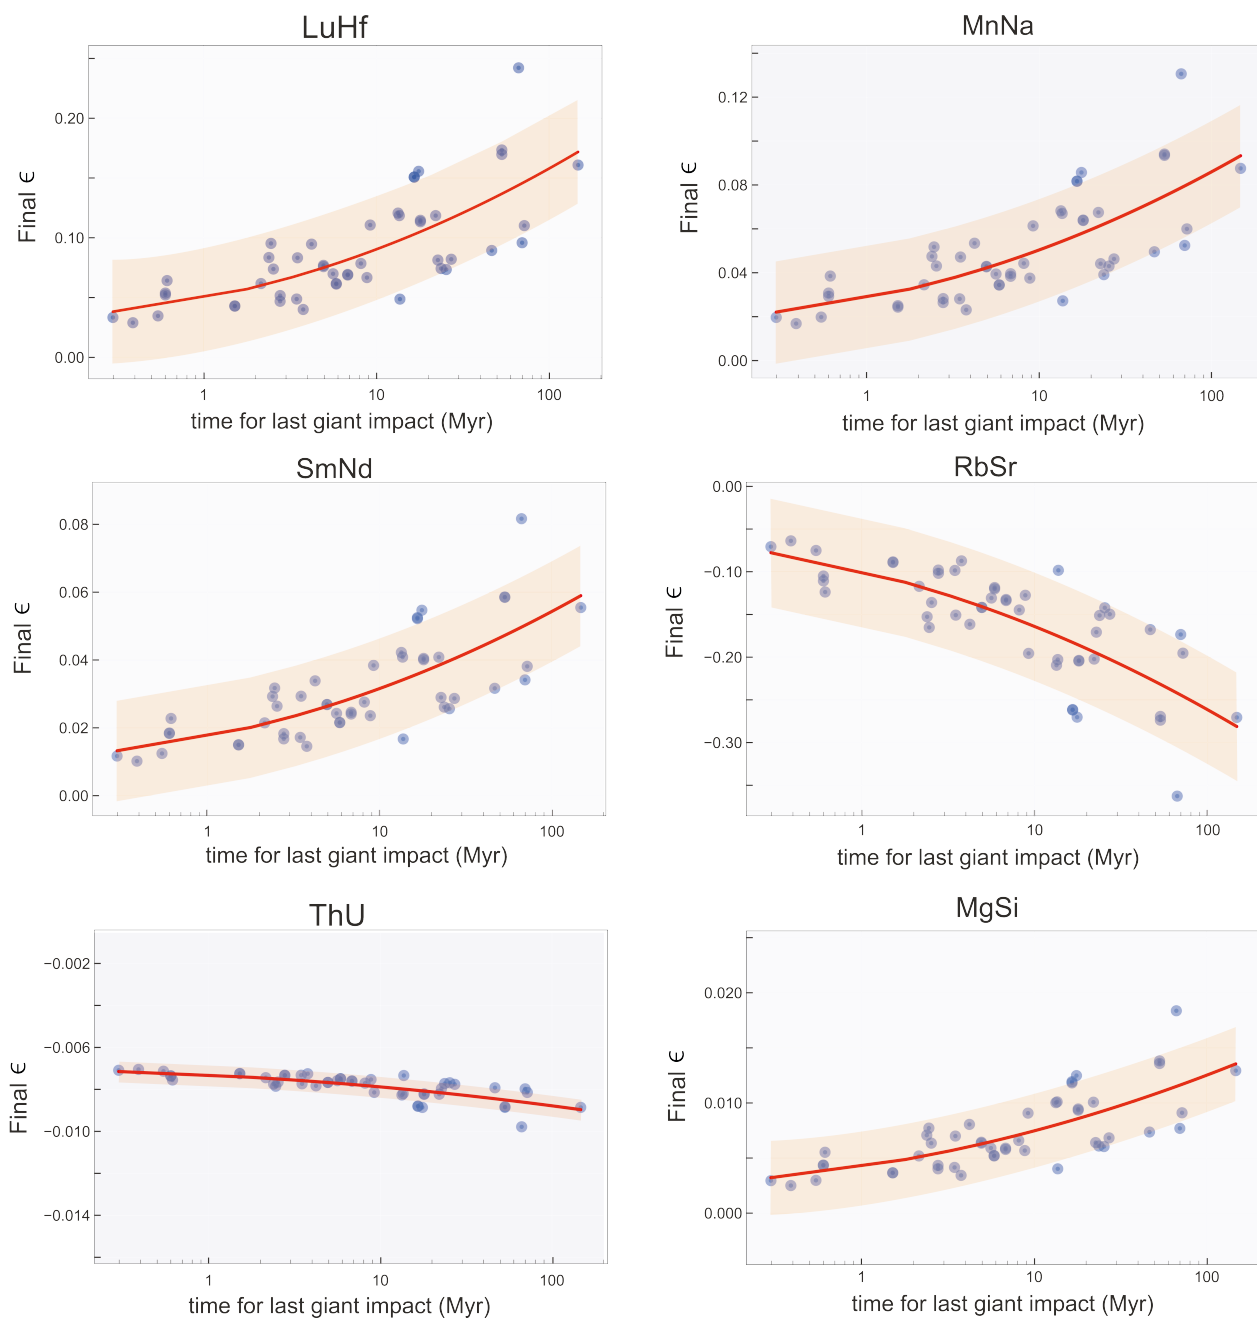 LuHf
0.20
0.10
0.00
Final ϵ
1 10 100
time for last giant impact (Myr)
MnNa
0.12
0.08
0.04
0.00
Final ϵ
1 10 100
time for last giant impact (Myr)
SmNd
0.08
0.06
0.04
0.02
0.00
Final ϵ
1 10 100
time for last giant impact (Myr)
RbSr
0.00
−0.10
−0.20
−0.30
Final ϵ
1 10 100
time for last giant impact (Myr)
ThU
−0.002
−0.006
−0.010
−0.014
Final ϵ
1 10 100
time for last giant impact (Myr)
MgSi
0.020
0.010
0.000
Final ϵ
1 10 100
time for last giant impact (Myr)